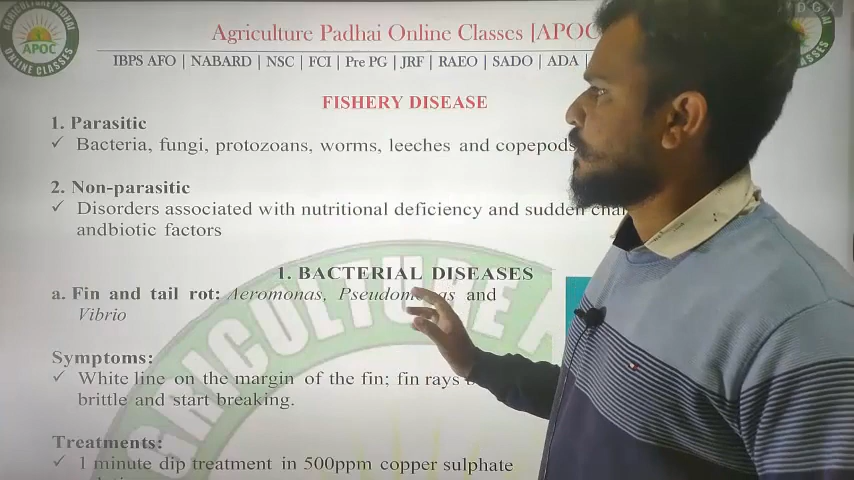 AGRICULTURE PADHAI
APOC
ONLINE CLASSES
Agriculture Padhai Online Classes [APOC
IBPS AFO | NABARD | NSC | FCI | Pre PG | JRF | RAEO | SADO | ADA |
FISHERY DISEASE
1. Parasitic
✓ Bacteria, fungi, protozoans, worms, leeches and copepods
2. Non-parasitic
✓ Disorders associated with nutritional deficiency and sudden
andbiotic factors
1. BACTERIAL DISEASES
a. Fin and tail rot: Aeromonas, and
Vibrio
Symptoms:
✓ White line on the margin of the fin; fin rays
brittle and start breaking.
Treatments:
✓ 1 minute dip treatment in 500ppm copper sulphate